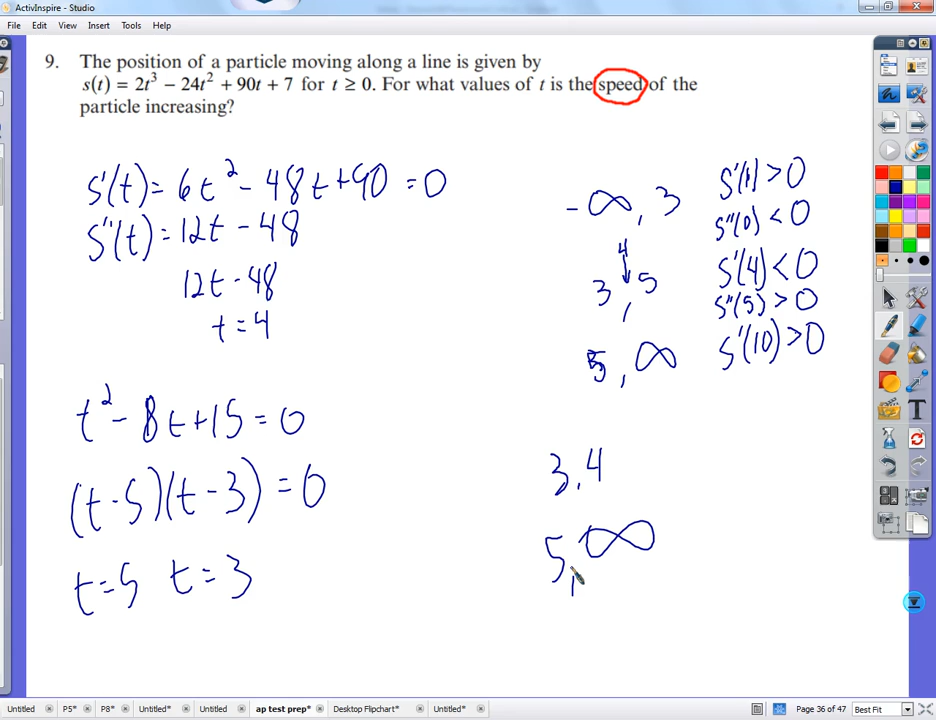 ActivInspire - Studio
File Edit View Insert Tools Help
9. The position of a particle moving along a line is given by
s(t) = 2t³ − 24t² + 90t + 7 for t ≥ 0. For what values of t is the speed of the
particle increasing?
s'(t) = 6t² - 48t + 90 = 0
s"(t) = 12t - 48
12t - 48
t = 4
t² - 8t + 15 = 0
(t - 5)(t - 3) = 0
t = 5 t = 3
-∞, 3
4
3, 5
5, ∞
s'(1) > 0
s"(0) < 0
s'(4) < 0
s"(5) > 0
s'(10) > 0
3, 4
5, ∞
Untitled P5* P8* Untitled* Untitled ap test prep* Desktop Flipchart* Untitled* Page 36 of 47 Best Fit